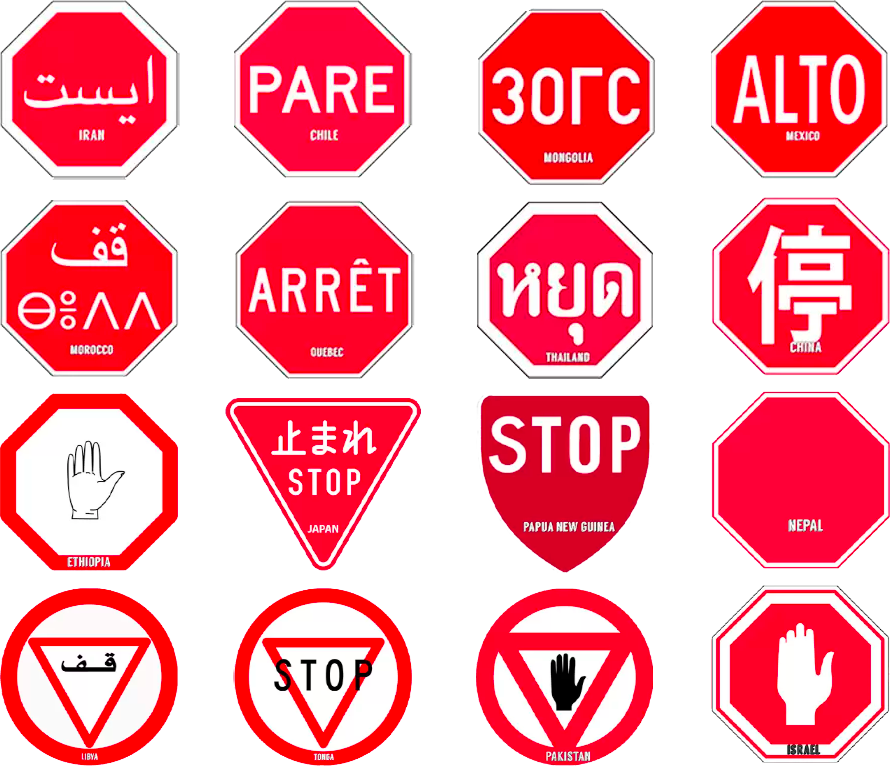 ایست
IRAN
PARE
CHILE
ЗОГС
MONGOLIA
ALTO
MEXICO
قف
ⴱⴻⴷⴷ
MOROCCO
ARRÊT
QUEBEC
หยุด
THAILAND
停
CHINA
ETHIOPIA
止まれ
STOP
JAPAN
STOP
PAPUA NEW GUINEA
NEPAL
قف
LIBYA
STOP
TONGA
PAKISTAN
ISRAEL